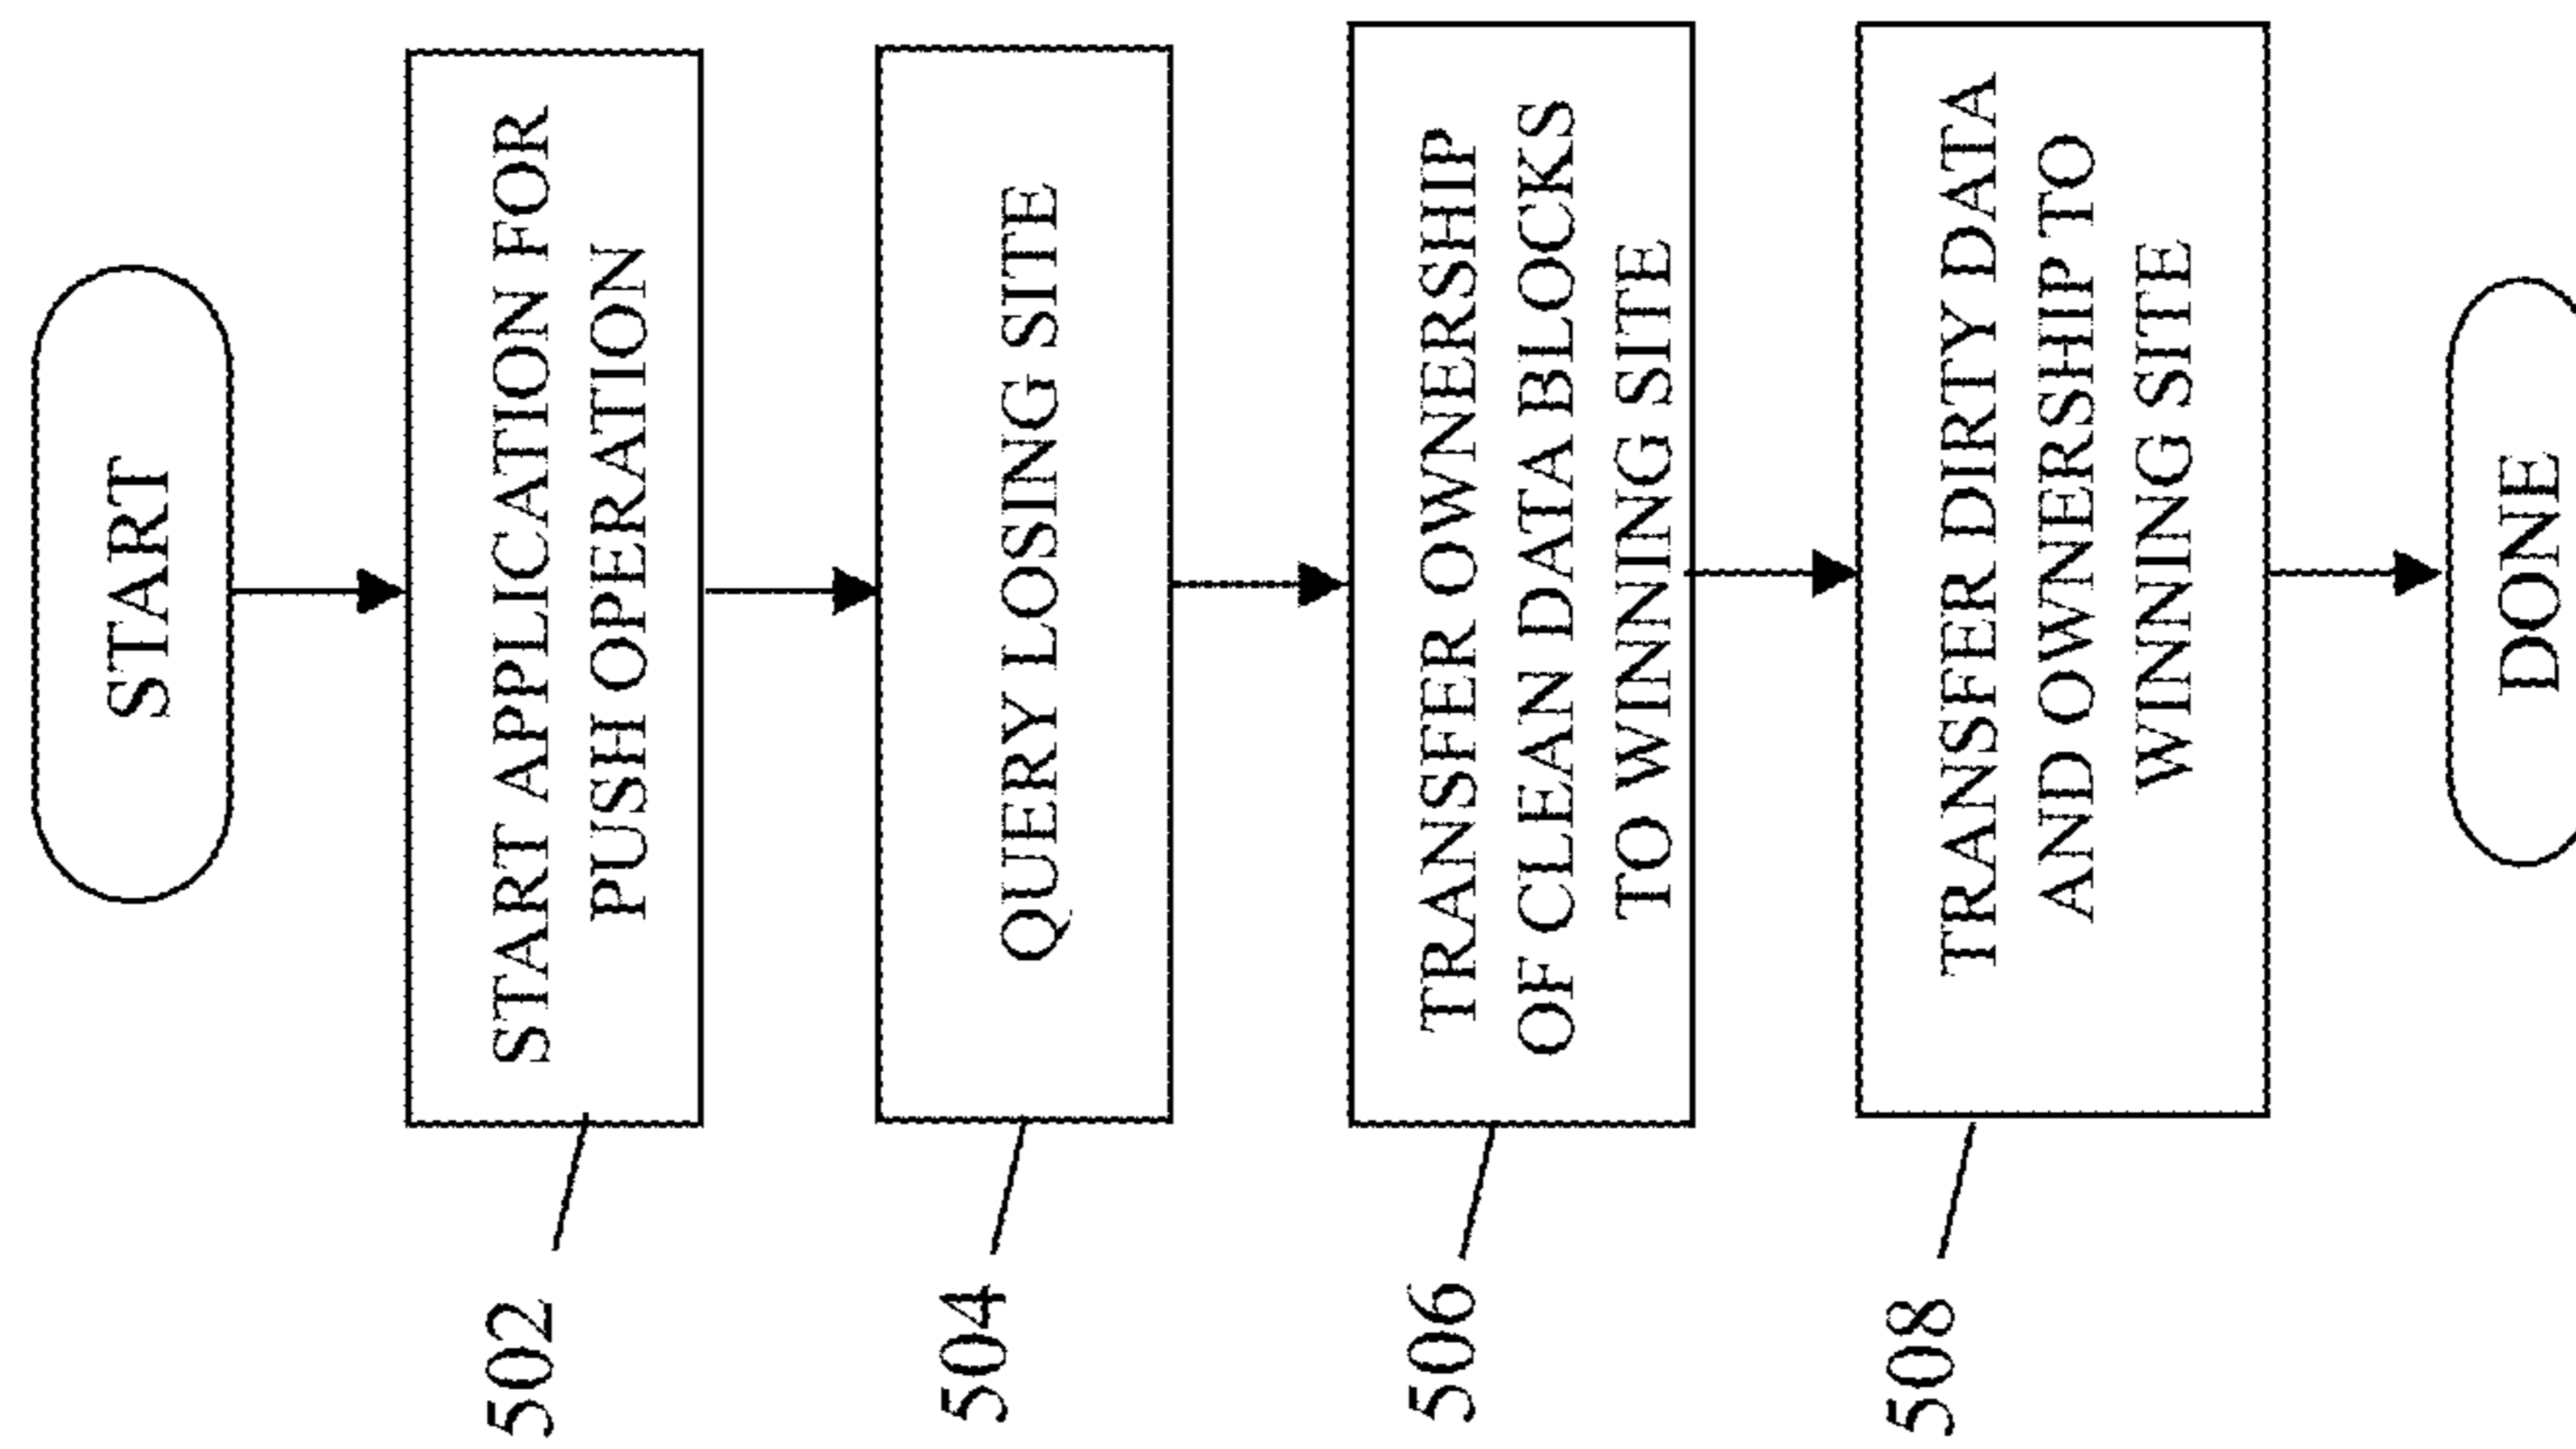 START
502
START APPLICATION FOR
PUSH OPERATION
504
QUERY LOSING SITE
506
TRANSFER OWNERSHIP
OF CLEAN DATA BLOCKS
TO WINNING SITE
508
TRANSFER DIRTY DATA
AND OWNERSHIP TO
WINNING SITE
DONE